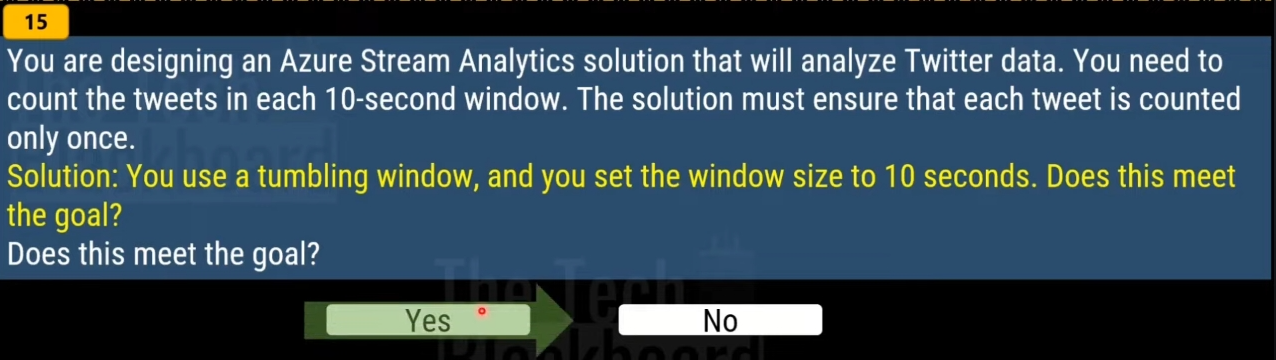 15
You are designing an Azure Stream Analytics solution that will analyze Twitter data. You need to
count the tweets in each 10-second window. The solution must ensure that each tweet is counted
only once.
Solution: You use a tumbling window, and you set the window size to 10 seconds. Does this meet
the goal?
Does this meet the goal?
The Tech
Yes
No
Blackboard